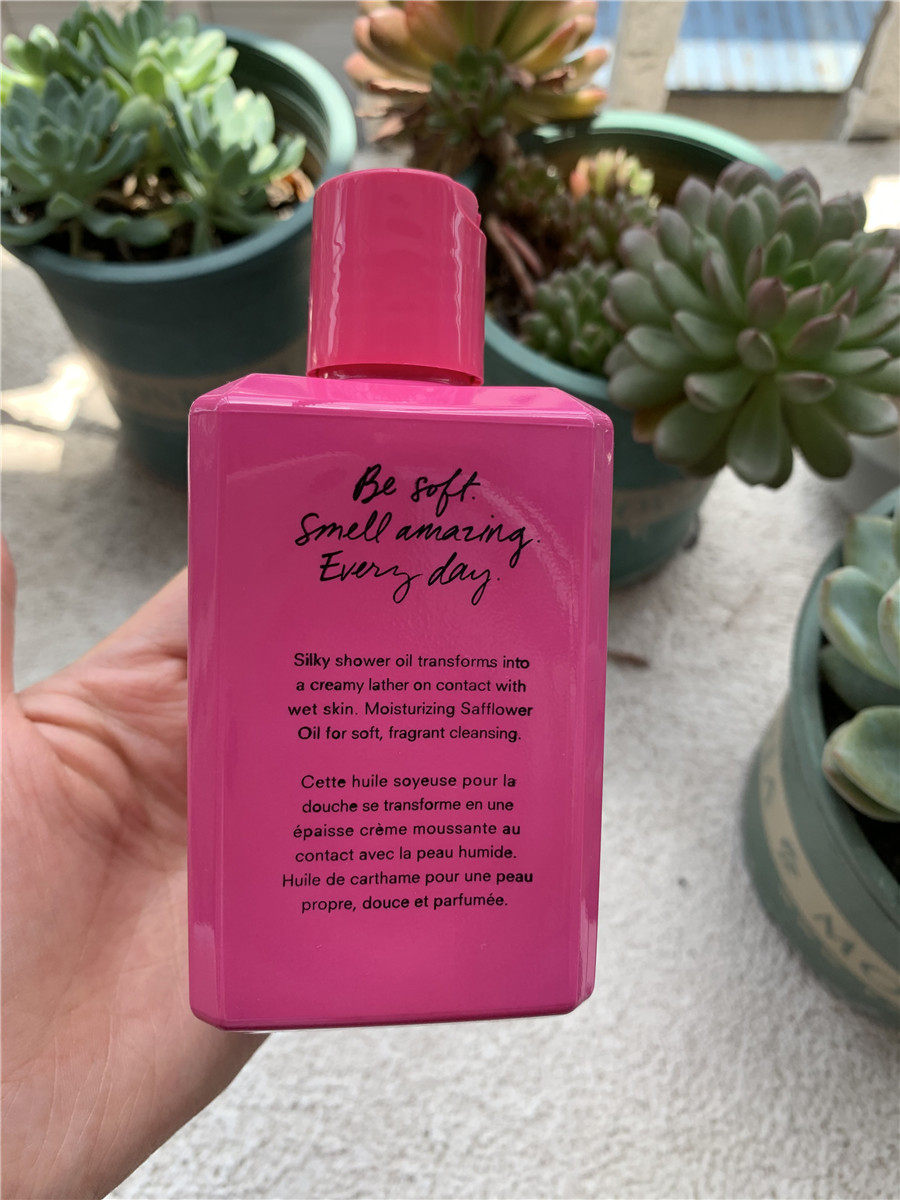 Be soft.
Smell amazing.
Every day.
Silky shower oil transforms into
a creamy lather on contact with
wet skin. Moisturizing Safflower
Oil for soft, fragrant cleansing.
Cette huile soyeuse pour la
douche se transforme en une
épaisse crème moussante au
contact avec la peau humide.
Huile de carthame pour une peau
propre, douce et parfumée.